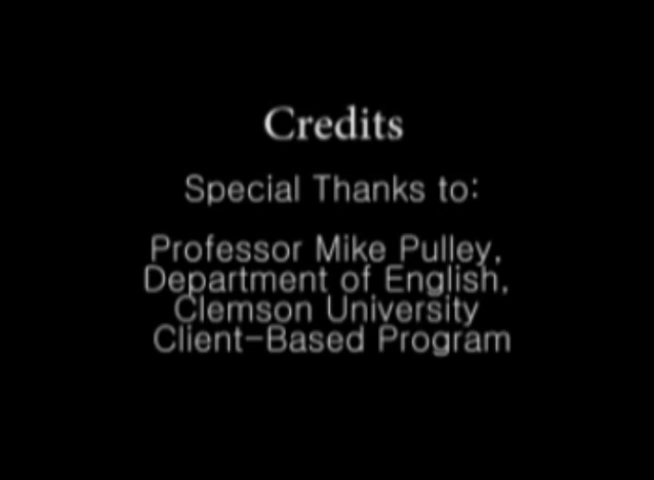 Credits
Special Thanks to:
Professor Mike Pulley,
Department of English,
Clemson University
Client-Based Program